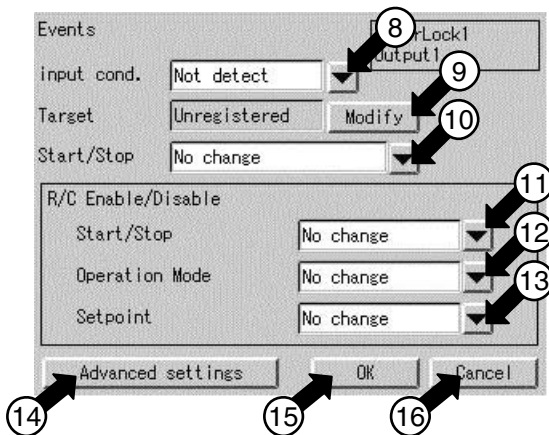 Events
rLock1
Output1
8
input cond.
Not detect
9
Target
Unregistered
Modify
10
Start/Stop
No change
11
R/C Enable/Disable
Start/Stop
No change
12
Operation Mode
No change
13
Setpoint
No change
Advanced settings
OK
Cancel
14
15
16